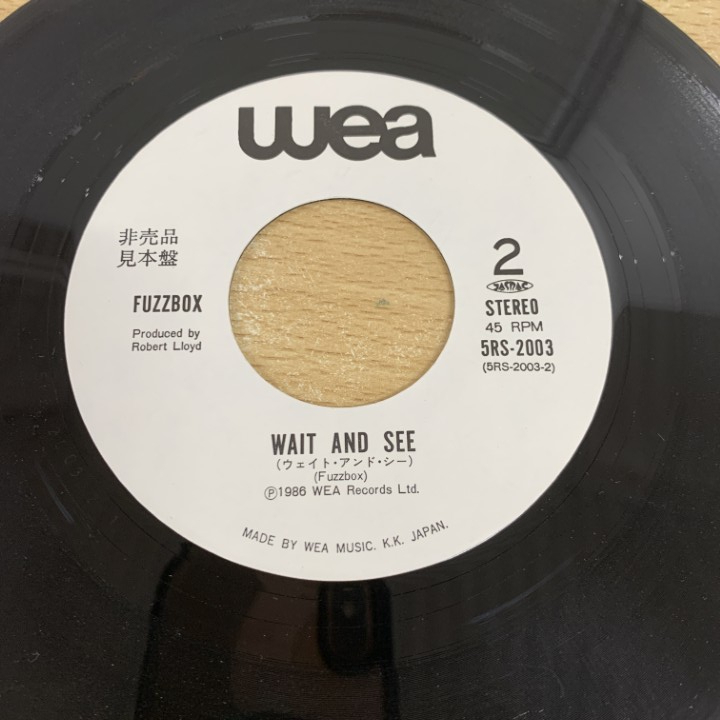 wea
非売品
見本盤
FUZZBOX
Produced by
Robert Lloyd
2
JASRAC
STEREO
45 RPM
5RS-2003
(5RS-2003-2)
WAIT AND SEE
(ウェイト・アンド・シー)
(Fuzzbox)
Ⓟ1986 WEA Records Ltd.
MADE BY WEA MUSIC. K.K. JAPAN.